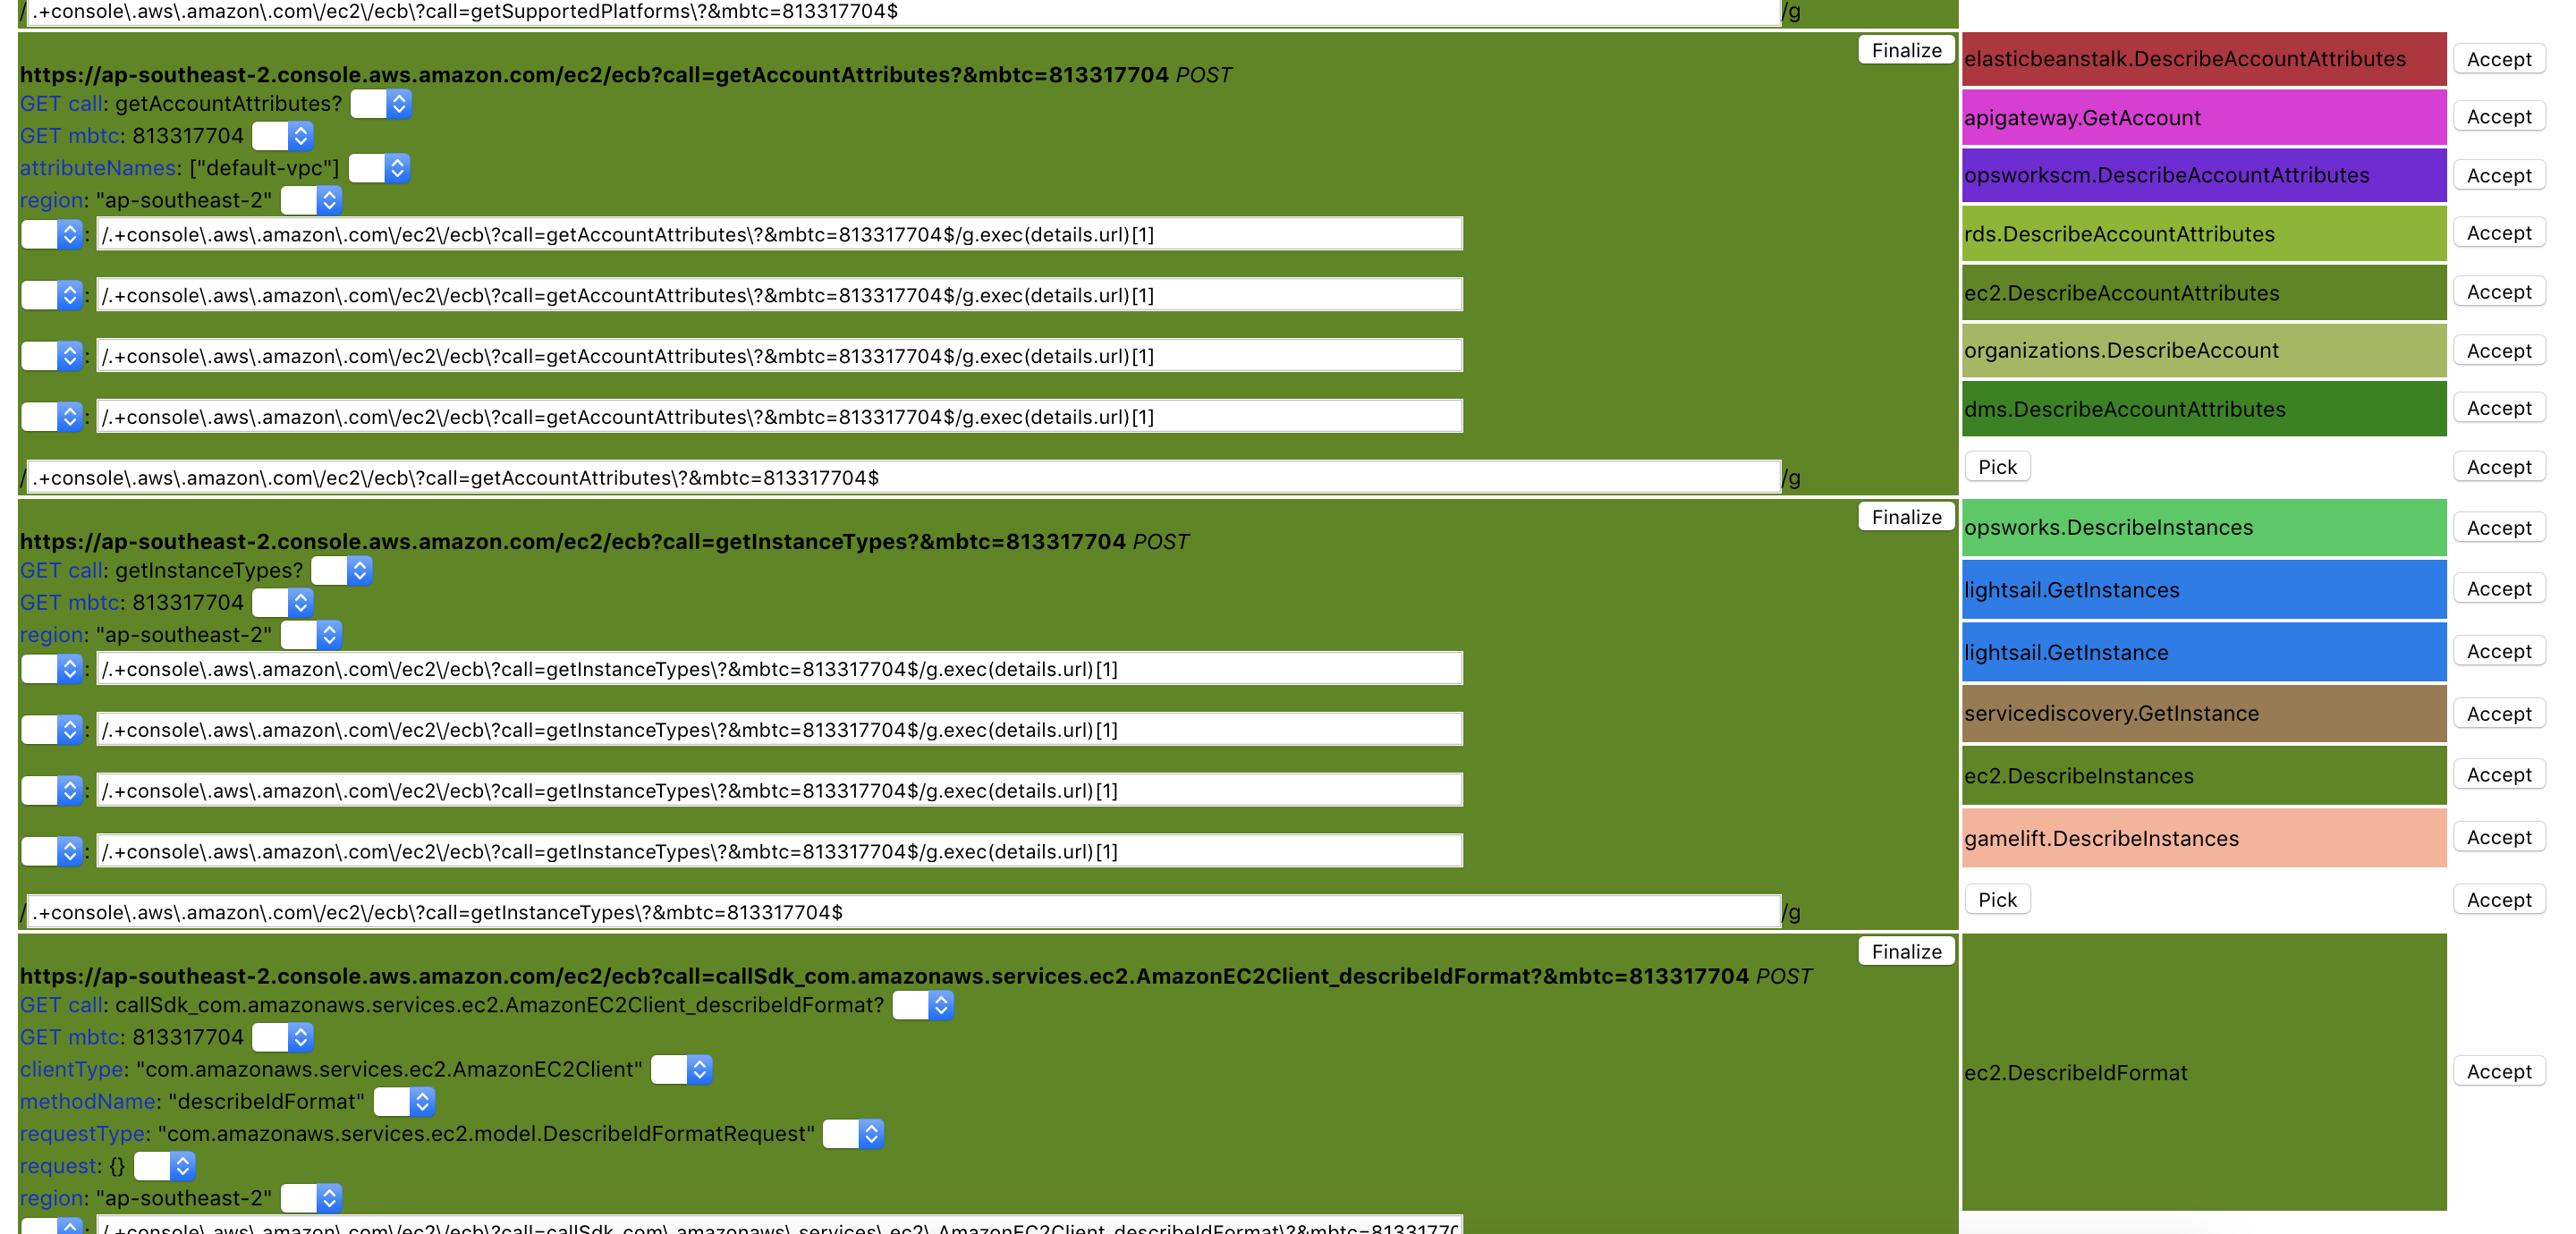 / .+console\.aws\.amazon\.com\/ec2\/ecb\?call=getSupportedPlatforms\?&mbtc=813317704$ /g
Finalize
https://ap-southeast-2.console.aws.amazon.com/ec2/ecb?call=getAccountAttributes?&mbtc=813317704 POST
GET call: getAccountAttributes?
GET mbtc: 813317704
attributeNames: ["default-vpc"]
region: "ap-southeast-2"
: /.+console\.aws\.amazon\.com\/ec2\/ecb\?call=getAccountAttributes\?&mbtc=813317704$/g.exec(details.url)[1]
: /.+console\.aws\.amazon\.com\/ec2\/ecb\?call=getAccountAttributes\?&mbtc=813317704$/g.exec(details.url)[1]
: /.+console\.aws\.amazon\.com\/ec2\/ecb\?call=getAccountAttributes\?&mbtc=813317704$/g.exec(details.url)[1]
: /.+console\.aws\.amazon\.com\/ec2\/ecb\?call=getAccountAttributes\?&mbtc=813317704$/g.exec(details.url)[1]
/ .+console\.aws\.amazon\.com\/ec2\/ecb\?call=getAccountAttributes\?&mbtc=813317704$ /g
elasticbeanstalk.DescribeAccountAttributes Accept
apigateway.GetAccount Accept
opsworkscm.DescribeAccountAttributes Accept
rds.DescribeAccountAttributes Accept
ec2.DescribeAccountAttributes Accept
organizations.DescribeAccount Accept
dms.DescribeAccountAttributes Accept
Pick Accept
Finalize
https://ap-southeast-2.console.aws.amazon.com/ec2/ecb?call=getInstanceTypes?&mbtc=813317704 POST
GET call: getInstanceTypes?
GET mbtc: 813317704
region: "ap-southeast-2"
: /.+console\.aws\.amazon\.com\/ec2\/ecb\?call=getInstanceTypes\?&mbtc=813317704$/g.exec(details.url)[1]
: /.+console\.aws\.amazon\.com\/ec2\/ecb\?call=getInstanceTypes\?&mbtc=813317704$/g.exec(details.url)[1]
: /.+console\.aws\.amazon\.com\/ec2\/ecb\?call=getInstanceTypes\?&mbtc=813317704$/g.exec(details.url)[1]
: /.+console\.aws\.amazon\.com\/ec2\/ecb\?call=getInstanceTypes\?&mbtc=813317704$/g.exec(details.url)[1]
/ .+console\.aws\.amazon\.com\/ec2\/ecb\?call=getInstanceTypes\?&mbtc=813317704$ /g
opsworks.DescribeInstances Accept
lightsail.GetInstances Accept
lightsail.GetInstance Accept
servicediscovery.GetInstance Accept
ec2.DescribeInstances Accept
gamelift.DescribeInstances Accept
Pick Accept
Finalize
https://ap-southeast-2.console.aws.amazon.com/ec2/ecb?call=callSdk_com.amazonaws.services.ec2.AmazonEC2Client_describeIdFormat?&mbtc=813317704 POST
GET call: callSdk_com.amazonaws.services.ec2.AmazonEC2Client_describeIdFormat?
GET mbtc: 813317704
clientType: "com.amazonaws.services.ec2.AmazonEC2Client"
methodName: "describeIdFormat"
requestType: "com.amazonaws.services.ec2.model.DescribeIdFormatRequest"
request: {}
region: "ap-southeast-2"
/.+console\.aws\.amazon\.com\/ec2\/ecb\?call=callSdk_com\.amazonaws\.services\.ec2\.AmazonEC2Client_describeIdFormat\?&mbtc=81331770
ec2.DescribeIdFormat Accept